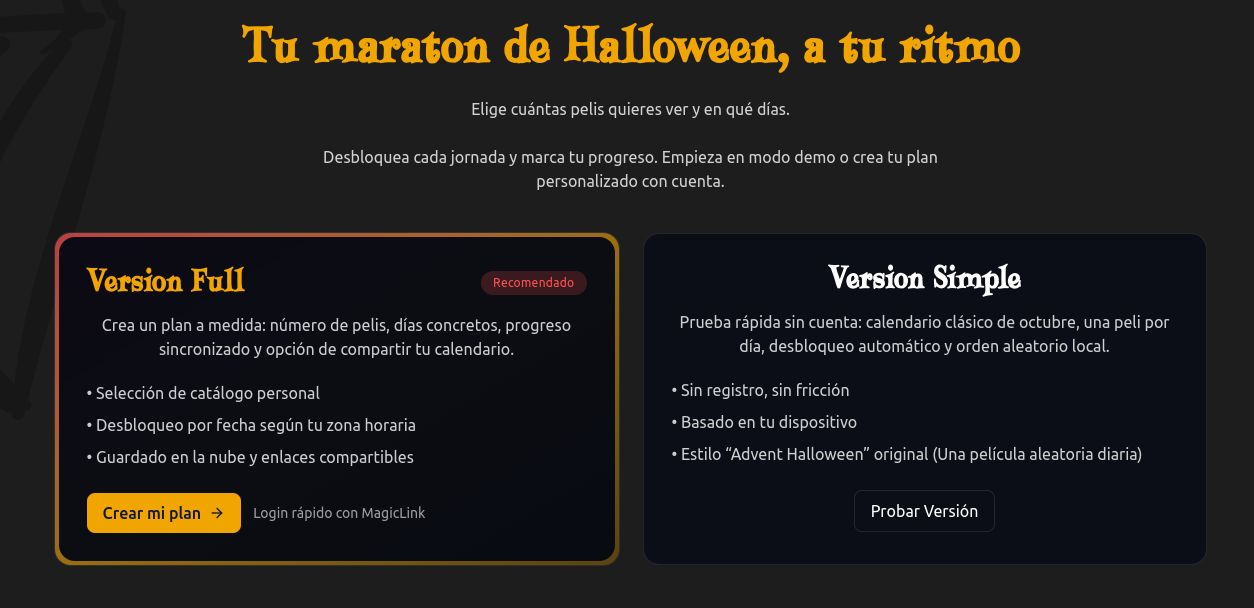 Tu maraton de Halloween, a tu ritmo
Elige cuántas pelis quieres ver y en qué días.
Desbloquea cada jornada y marca tu progreso. Empieza en modo demo o crea tu plan
personalizado con cuenta.
Version Full
Recomendado
Crea un plan a medida: número de pelis, días concretos, progreso
sincronizado y opción de compartir tu calendario.
• Selección de catálogo personal
• Desbloqueo por fecha según tu zona horaria
• Guardado en la nube y enlaces compartibles
Crear mi plan →
Login rápido con MagicLink
Version Simple
Prueba rápida sin cuenta: calendario clásico de octubre, una peli por
día, desbloqueo automático y orden aleatorio local.
• Sin registro, sin fricción
• Basado en tu dispositivo
• Estilo “Advent Halloween” original (Una película aleatoria diaria)
Probar Versión